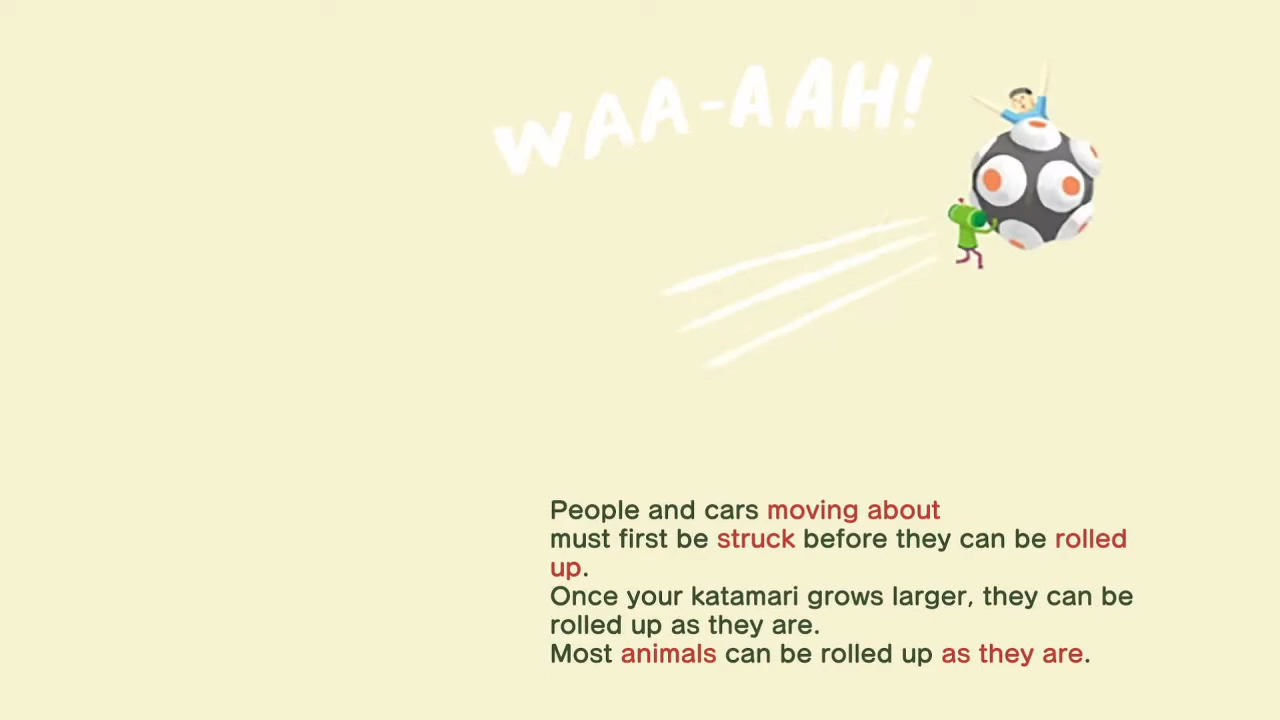 WAA-AAH!
People and cars moving about
must first be struck before they can be rolled
up.
Once your katamari grows larger, they can be
rolled up as they are.
Most animals can be rolled up as they are.